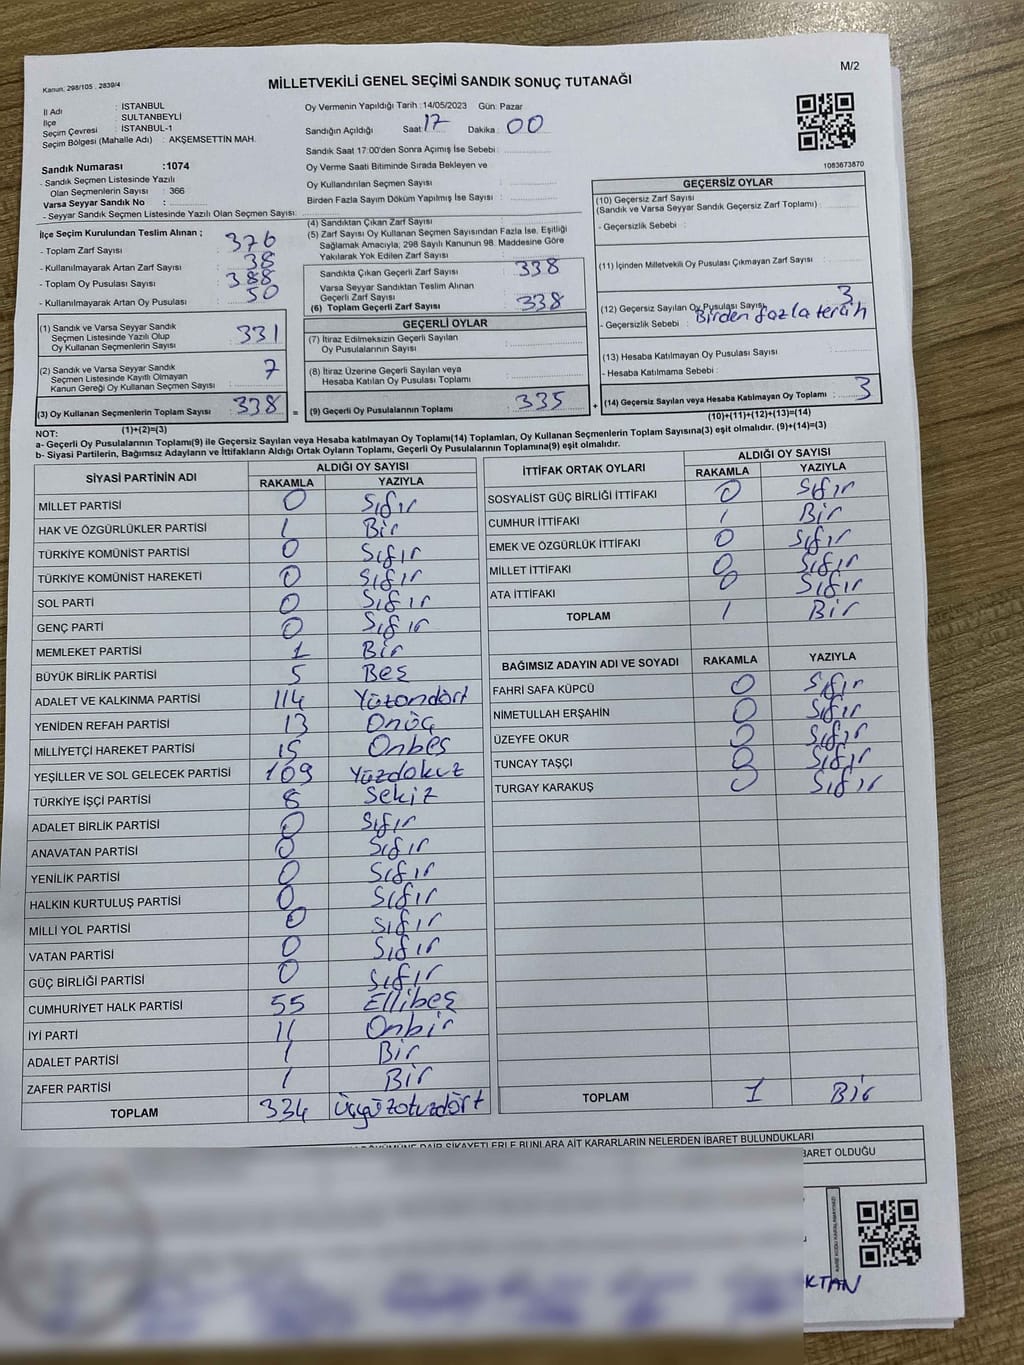 M/2
Kanun, 298/105 . 2839/4
MİLLETVEKİLİ GENEL SEÇİMİ SANDIK SONUÇ TUTANAĞI
İl Adı : İSTANBUL
İlçe : SULTANBEYLİ
Seçim Çevresi : İSTANBUL-1
Seçim Bölgesi (Mahalle Adı) : AKŞEMSETTİN MAH.
Sandık Numarası :1074
- Sandık Seçmen Listesinde Yazılı
Olan Seçmenlerin Sayısı : 366
Varsa Seyyar Sandık No :
- Seyyar Sandık Seçmen Listesinde Yazılı Olan Seçmen Sayısı:
Oy Vermenin Yapıldığı Tarih :14/05/2023 Gün: Pazar
Sandığın Açıldığı Saat: 17 Dakika : 00
Sandık Saat 17:00'den Sonra Açımış İse Sebebi :
Oy Verme Saati Bitiminde Sırada Bekleyen ve
Oy Kullandırılan Seçmen Sayısı
Birden Fazla Sayım Döküm Yapılmış İse Sayısı :
1083673870
İlçe Seçim Kurulundan Teslim Alınan ;
- Toplam Zarf Sayısı : 376
- Kullanılmayarak Artan Zarf Sayısı 38
- Toplam Oy Pusulası Sayısı : 388
- Kullanılmayarak Artan Oy Pusulası 50
(1) Sandık ve Varsa Seyyar Sandık
Seçmen Listesinde Yazılı Olup
Oy Kullanan Seçmenlerin Sayısı 331
(2) Sandık ve Varsa Seyyar Sandık
Seçmen Listesinde Kayıtlı Olmayan
Kanun Gereği Oy Kullanan Seçmen Sayısı : 7
(3) Oy Kullanan Seçmenlerin Toplam Sayısı : 338 =
(1)+(2)=(3)
(4) Sandıktan Çıkan Zarf Sayısı
(5) Zarf Sayısı Oy Kullanan Seçmen Sayısından Fazla İse, Eşitliği
Sağlamak Amacıyla; 298 Sayılı Kanunun 98. Maddesine Göre
Yakılarak Yok Edilen Zarf Sayısı :
Sandıkta Çıkan Geçerli Zarf Sayısı 338
Varsa Seyyar Sandıktan Teslim Alınan
Geçerli Zarf Sayısı :
(6) Toplam Geçerli Zarf Sayısı 338
GEÇERLİ OYLAR
(7) İtiraz Edilmeksizin Geçerli Sayılan
Oy Pusulalarının Sayısı
(8) İtiraz Üzerine Geçerli Sayılan veya
Hesaba Katılan Oy Pusulası Toplamı
(9) Geçerli Oy Pusulalarının Toplamı : 335 +
GEÇERSİZ OYLAR
(10) Geçersiz Zarf Sayısı
(Sandık ve Varsa Seyyar Sandık Geçersiz Zarf Toplamı) :
- Geçersizlik Sebebi :
(11) İçinden Milletvekili Oy Pusulası Çıkmayan Zarf Sayısı :
(12) Geçersiz Sayılan Oy Pusulası Sayısı 3
- Geçersizlik Sebebi : Birden fazla tercih
(13) Hesaba Katılmayan Oy Pusulası Sayısı
- Hesaba Katılmama Sebebi :
(14) Geçersiz Sayılan veya Hesaba Katılmayan Oy Toplamı : 3
(10)+(11)+(12)+(13)=(14)
NOT:
a- Geçerli Oy Pusulalarının Toplamı(9) ile Geçersiz Sayılan veya Hesaba katılmayan Oy Toplamı(14) Toplamları, Oy Kullanan Seçmenlerin Toplam Sayısına(3) eşit olmalıdır. (9)+(14)=(3)
b- Siyasi Partilerin, Bağımsız Adayların ve İttifakların Aldığı Ortak Oyların Toplamı, Geçerli Oy Pusulalarının Toplamına(9) eşit olmalıdır.
SİYASİ PARTİNİN ADI ALDIĞI OY SAYISI
RAKAMLA YAZIYLA
MİLLET PARTİSİ 0 Sıfır
HAK VE ÖZGÜRLÜKLER PARTİSİ 1 Bir
TÜRKİYE KOMÜNİST PARTİSİ 0 Sıfır
TÜRKİYE KOMÜNİST HAREKETİ 0 Sıfır
SOL PARTİ 0 Sıfır
GENÇ PARTİ 0 Sıfır
MEMLEKET PARTİSİ 1 Bir
BÜYÜK BİRLİK PARTİSİ 5 Beş
ADALET VE KALKINMA PARTİSİ 114 Yüzondört
YENİDEN REFAH PARTİSİ 13 Onüç
MİLLİYETÇİ HAREKET PARTİSİ 15 Onbeş
YEŞİLLER VE SOL GELECEK PARTİSİ 109 Yüzdokuz
TÜRKİYE İŞÇİ PARTİSİ 8 Sekiz
ADALET BİRLİK PARTİSİ 0 Sıfır
ANAVATAN PARTİSİ 0 Sıfır
YENİLİK PARTİSİ 0 Sıfır
HALKIN KURTULUŞ PARTİSİ 0 Sıfır
MİLLİ YOL PARTİSİ 0 Sıfır
VATAN PARTİSİ 0 Sıfır
GÜÇ BİRLİĞİ PARTİSİ 0 Sıfır
CUMHURİYET HALK PARTİSİ 55 Ellibeş
İYİ PARTİ 11 Onbir
ADALET PARTİSİ 1 Bir
ZAFER PARTİSİ 1 Bir
TOPLAM 334 Üçyüzotuzdört
İTTİFAK ORTAK OYLARI ALDIĞI OY SAYISI
RAKAMLA YAZIYLA
SOSYALİST GÜÇ BİRLİĞİ İTTİFAKI 0 Sıfır
CUMHUR İTTİFAKI 1 Bir
EMEK VE ÖZGÜRLÜK İTTİFAKI 0 Sıfır
MİLLET İTTİFAKI 0 Sıfır
ATA İTTİFAKI 0 Sıfır
TOPLAM 1 Bir
BAĞIMSIZ ADAYIN ADI VE SOYADI RAKAMLA YAZIYLA
FAHRİ SAFA KÜPCÜ 0 Sıfır
NİMETULLAH ERŞAHİN 0 Sıfır
ÜZEYFE OKUR 0 Sıfır
TUNCAY TAŞÇI 0 Sıfır
TURGAY KARAKUŞ 0 Sıfır
TOPLAM 1 Bir
DAİR ŞİKAYETLERLE BUNLARA AİT KARARLARIN NELERDEN İBARET BULUNDUKLARI
BARET OLDUĞU
KTAN